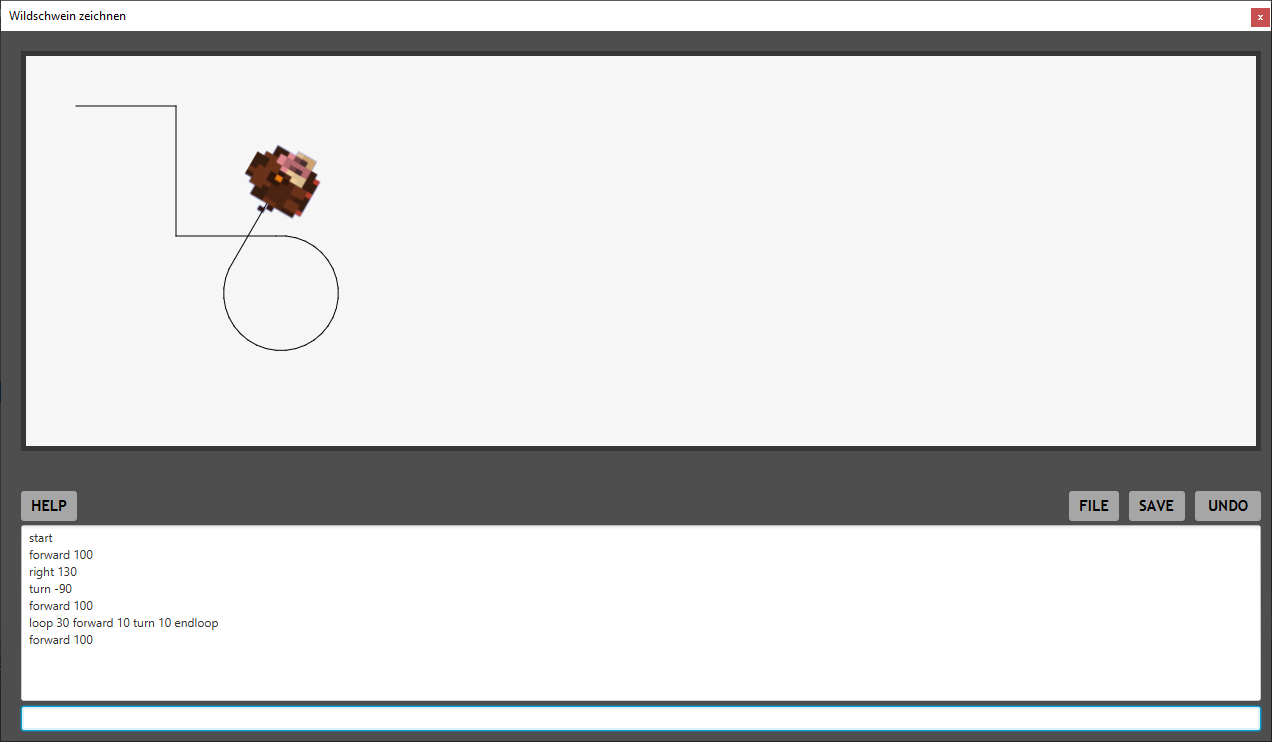 Wildschwein zeichnen
x
HELP
FILE
SAVE
UNDO
start
forward 100
right 130
turn -90
forward 100
loop 30 forward 10 turn 10 endloop
forward 100